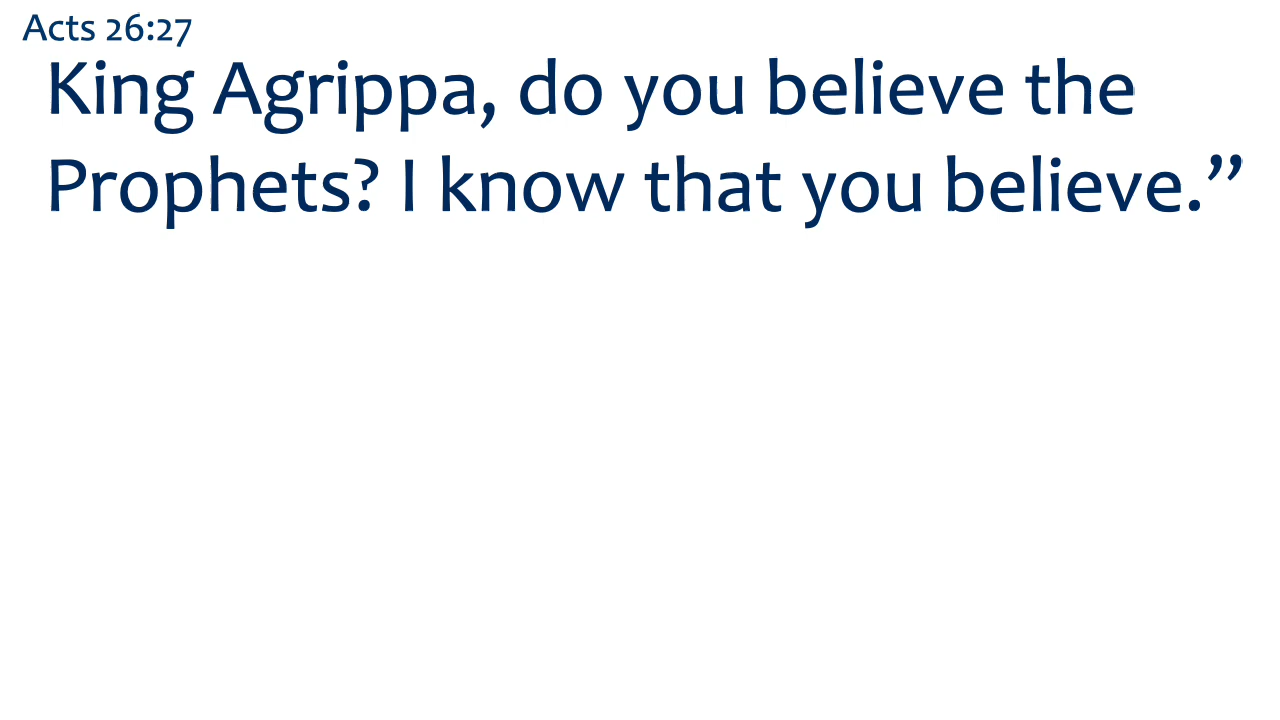 Acts 26:27
King Agrippa, do you believe the
Prophets? I know that you believe.”